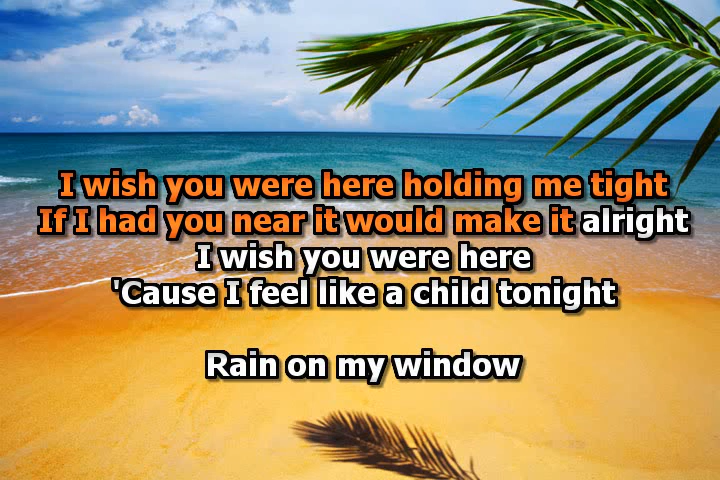 I wish you were here holding me tight
If I had you near it would make it alright
I wish you were here
'Cause I feel like a child tonight
Rain on my window